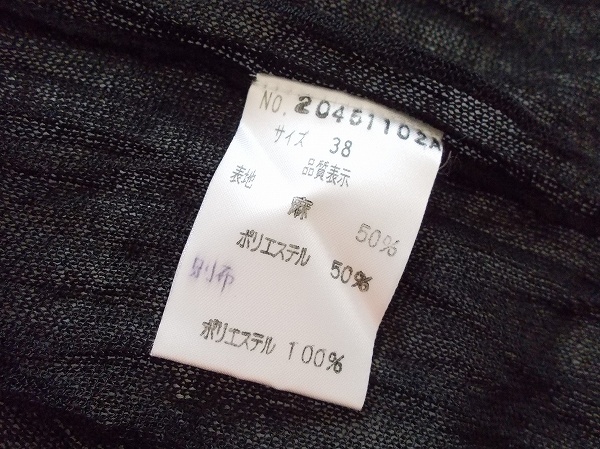 NO. 20451102A
サイズ 38
品質表示
表地
麻 50%
ポリエステル 50%
別布
ポリエステル 100%